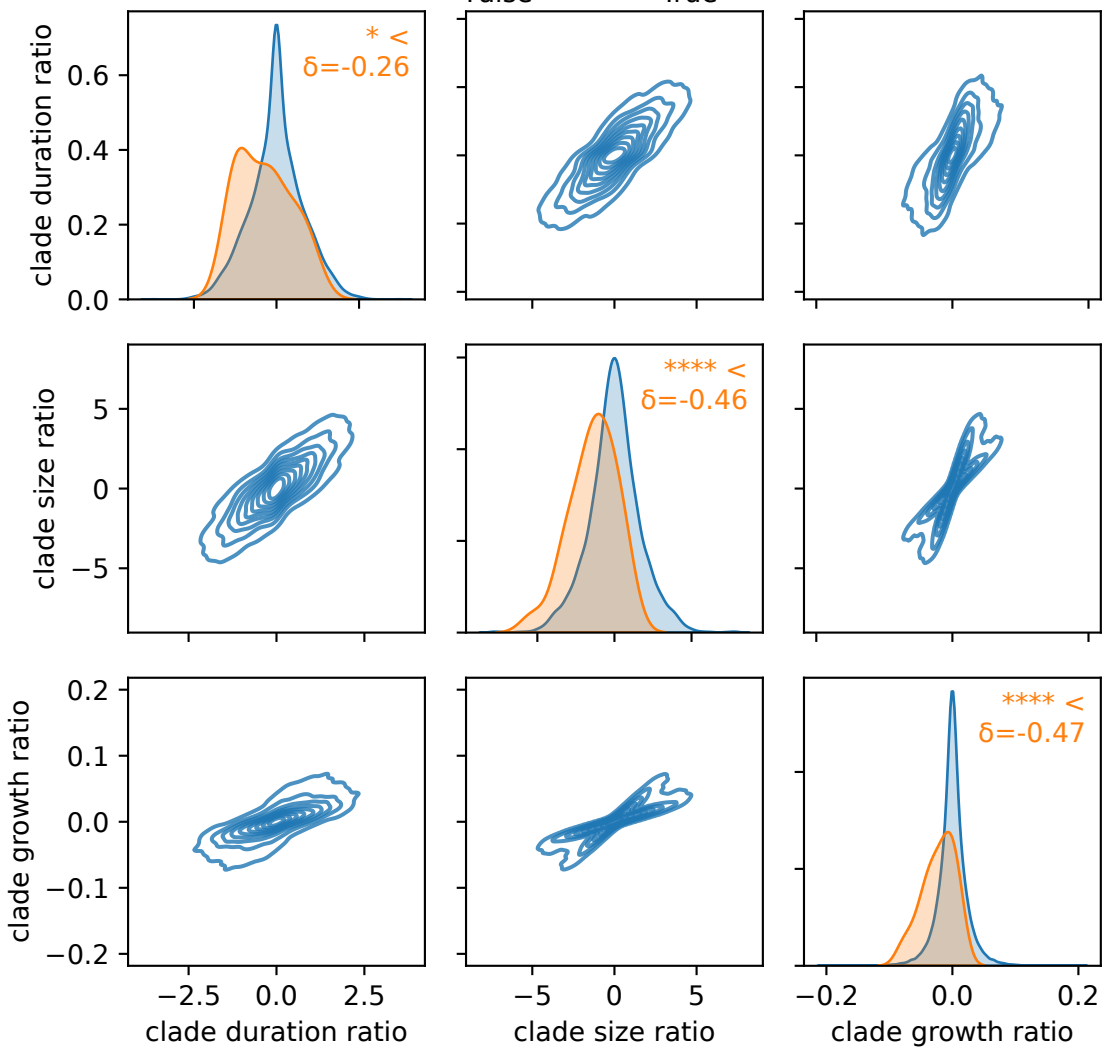 clade duration ratio
0.6
0.4
0.2
0.0
* <
δ=-0.26
clade size ratio
5
0
−5
**** <
δ=-0.46
clade growth ratio
0.2
0.1
0.0
−0.1
−0.2
**** <
δ=-0.47
−2.5 0.0 2.5
−5 0 5
−0.2 0.0 0.2
clade duration ratio
clade size ratio
clade growth ratio